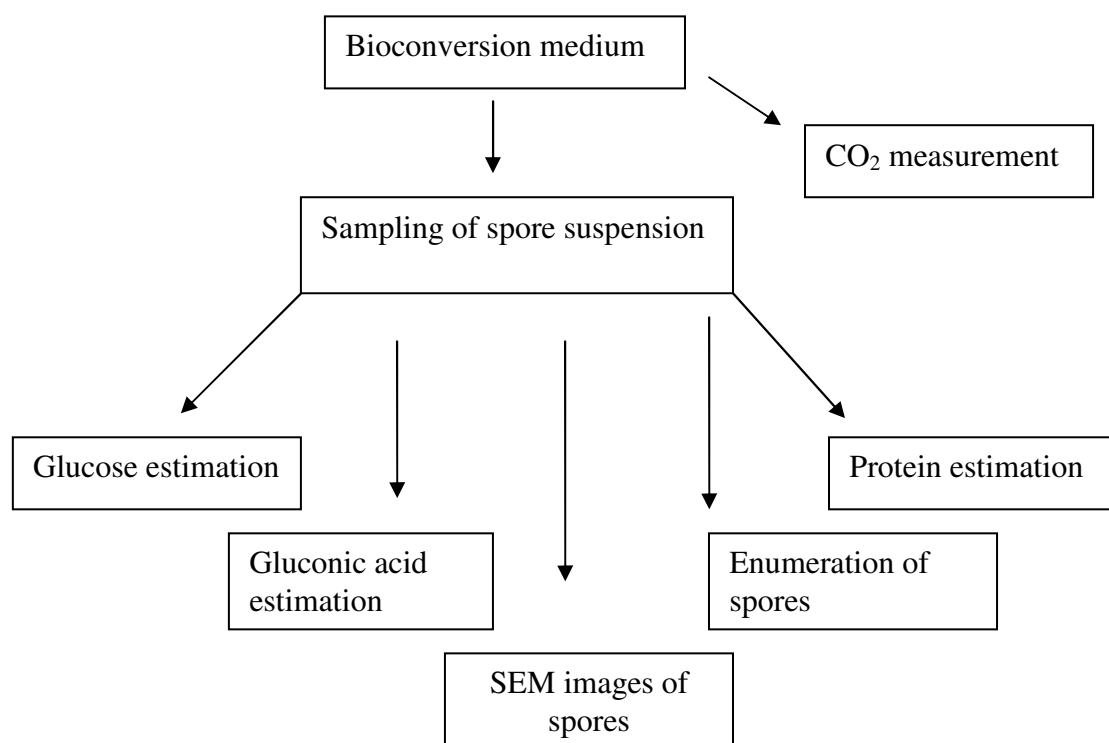 Bioconversion medium
CO₂ measurement
Sampling of spore suspension
Glucose estimation
Protein estimation
Gluconic acid
estimation
Enumeration of
spores
SEM images of
spores